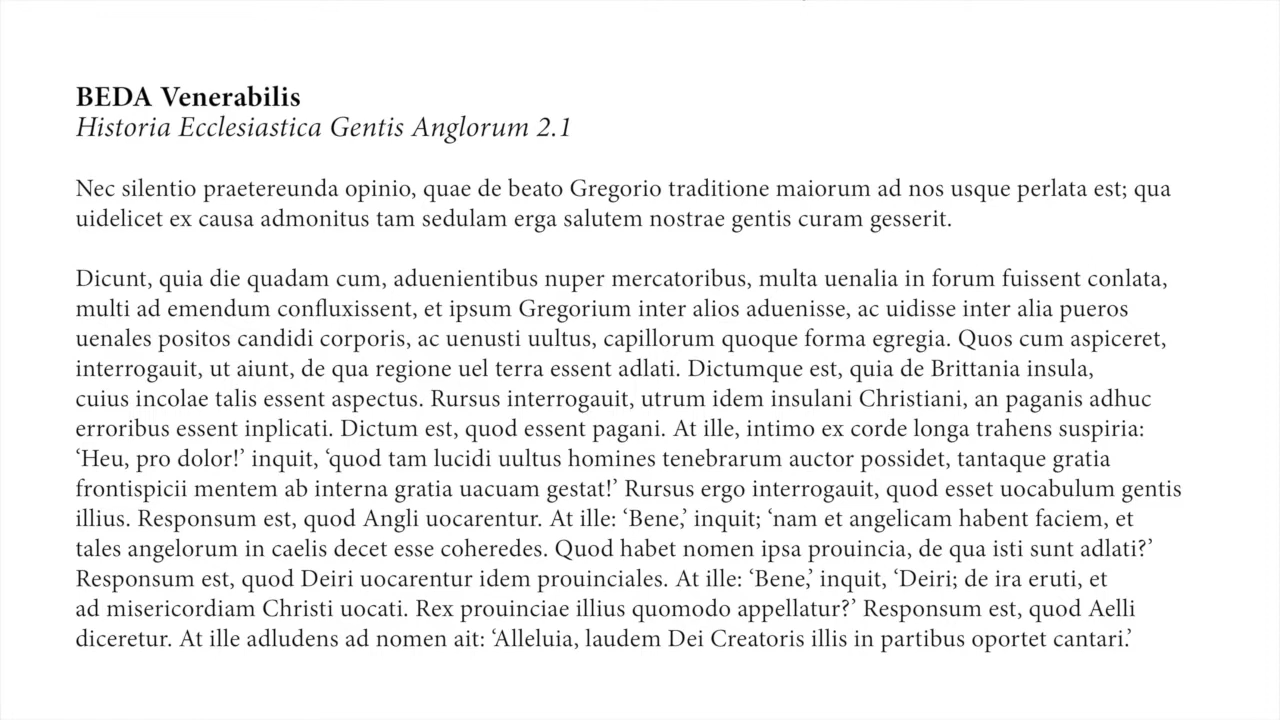 BEDA Venerabilis
Historia Ecclesiastica Gentis Anglorum 2.1
Nec silentio praetereunda opinio, quae de beato Gregorio traditione maiorum ad nos usque perlata est; qua
uidelicet ex causa admonitus tam sedulam erga salutem nostrae gentis curam gesserit.
Dicunt, quia die quadam cum, aduenientibus nuper mercatoribus, multa uenalia in forum fuissent conlata,
multi ad emendum confluxissent, et ipsum Gregorium inter alios aduenisse, ac uidisse inter alia pueros
uenales positos candidi corporis, ac uenusti uultus, capillorum quoque forma egregia. Quos cum aspiceret,
interrogauit, ut aiunt, de qua regione uel terra essent adlati. Dictumque est, quia de Brittania insula,
cuius incolae talis essent aspectus. Rursus interrogauit, utrum idem insulani Christiani, an paganis adhuc
erroribus essent inplicati. Dictum est, quod essent pagani. At ille, intimo ex corde longa trahens suspiria:
‘Heu, pro dolor!’ inquit, ‘quod tam lucidi uultus homines tenebrarum auctor possidet, tantaque gratia
frontispicii mentem ab interna gratia uacuam gestat!’ Rursus ergo interrogauit, quod esset uocabulum gentis
illius. Responsum est, quod Angli uocarentur. At ille: ‘Bene,’ inquit; ‘nam et angelicam habent faciem, et
tales angelorum in caelis decet esse coheredes. Quod habet nomen ipsa prouincia, de qua isti sunt adlati?’
Responsum est, quod Deiri uocarentur idem prouinciales. At ille: ‘Bene,’ inquit, ‘Deiri; de ira eruti, et
ad misericordiam Christi uocati. Rex prouinciae illius quomodo appellatur?’ Responsum est, quod Aelli
diceretur. At ille adludens ad nomen ait: ‘Alleluia, laudem Dei Creatoris illis in partibus oportet cantari.’